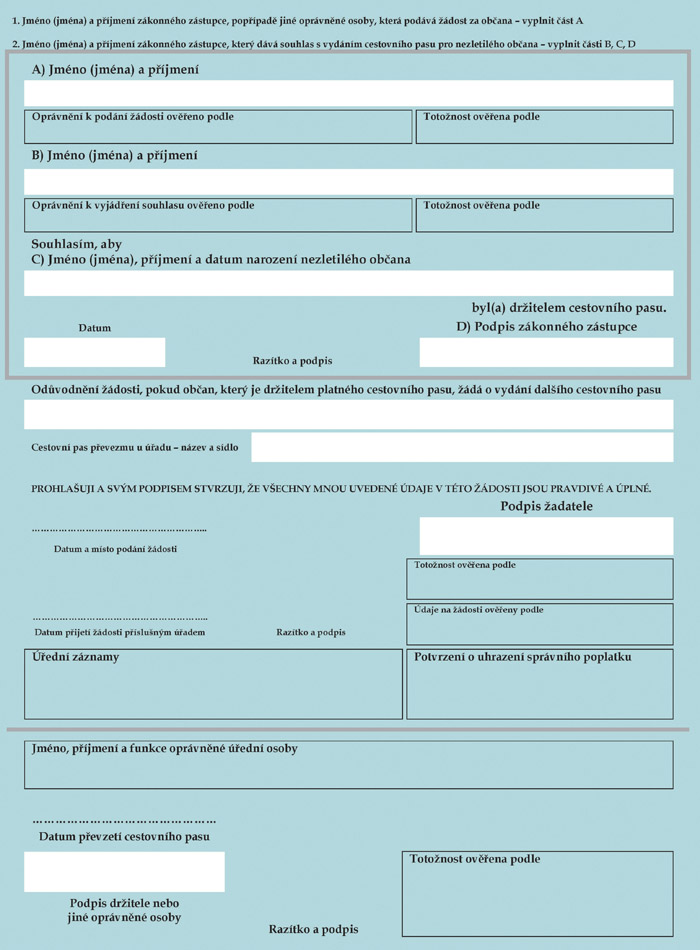 1. Jméno (jména) a příjmení zákonného zástupce, popřípadě jiné oprávněné osoby, která podává žádost za občana – vyplnit část A
2. Jméno (jména) a příjmení zákonného zástupce, který dává souhlas s vydáním cestovního pasu pro nezletilého občana – vyplnit části B, C, D
A) Jméno (jména) a příjmení
Oprávnění k podání žádosti ověřeno podle
Totožnost ověřena podle
B) Jméno (jména) a příjmení
Oprávnění k vyjádření souhlasu ověřeno podle
Totožnost ověřena podle
Souhlasím, aby
C) Jméno (jména), příjmení a datum narození nezletilého občana
byl(a) držitelem cestovního pasu.
Datum
D) Podpis zákonného zástupce
Razítko a podpis
Odůvodnění žádosti, pokud občan, který je držitelem platného cestovního pasu, žádá o vydání dalšího cestovního pasu
Cestovní pas převezmu u úřadu – název a sídlo
PROHLAŠUJI A SVÝM PODPISEM STVRZUJI, ŽE VŠECHNY MNOU UVEDENÉ ÚDAJE V TÉTO ŽÁDOSTI JSOU PRAVDIVÉ A ÚPLNÉ.
Podpis žadatele
Datum a místo podání žádosti
Totožnost ověřena podle
Údaje na žádosti ověřeny podle
Datum přijetí žádosti příslušným úřadem
Razítko a podpis
Úřední záznamy
Potvrzení o uhrazení správního poplatku
Jméno, příjmení a funkce oprávněné úřední osoby
Datum převzetí cestovního pasu
Totožnost ověřena podle
Podpis držitele nebo
jiné oprávněné osoby
Razítko a podpis